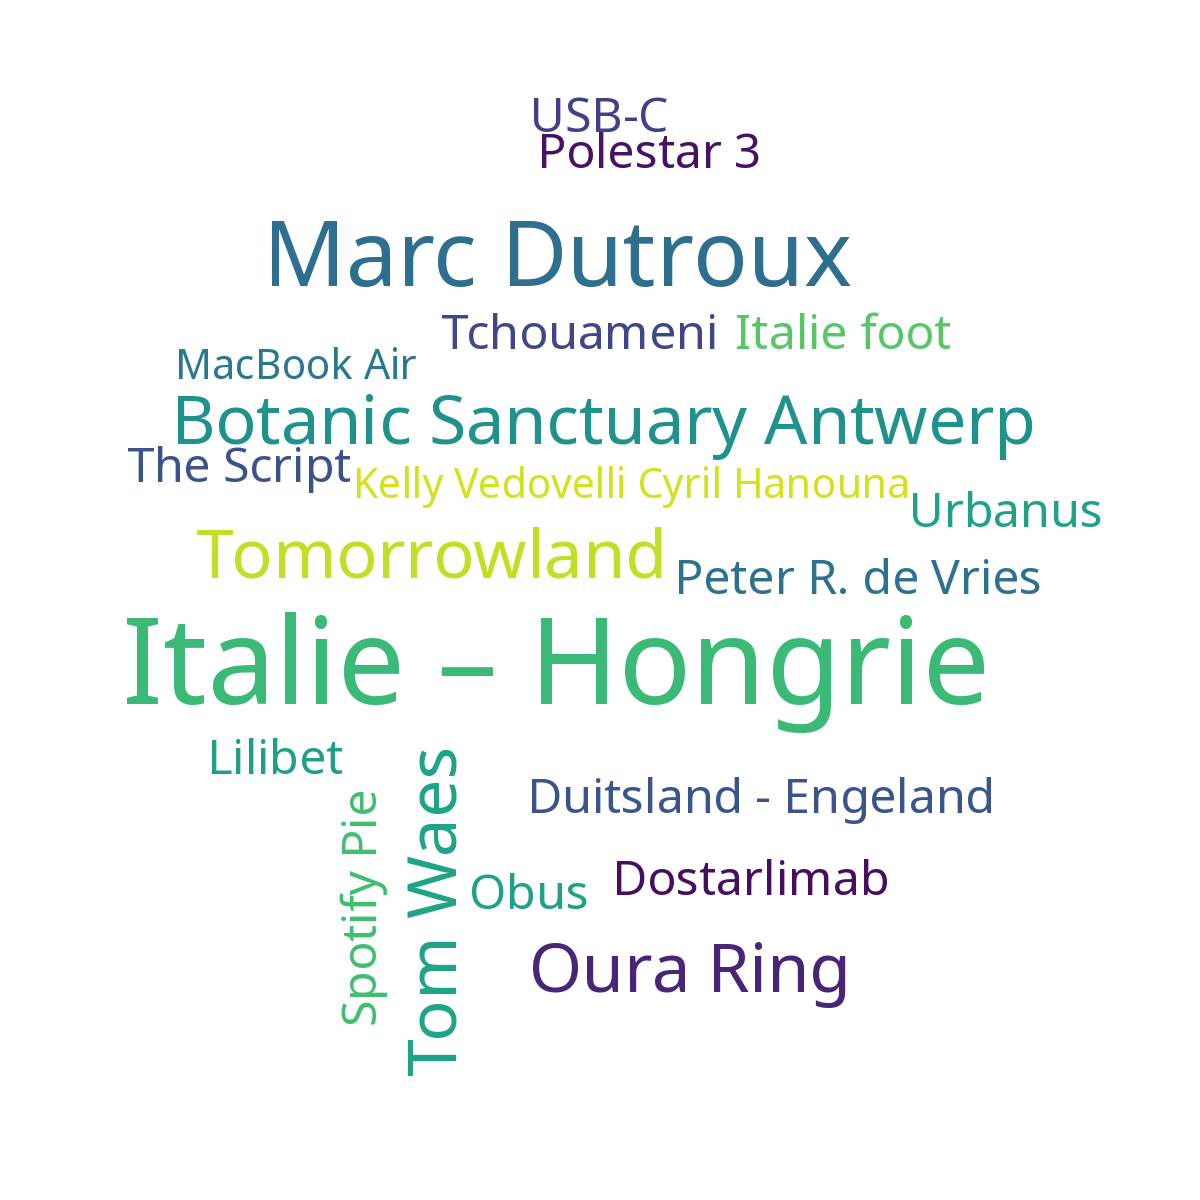 USB-C
Polestar 3
Marc Dutroux
Tchouameni
Italie foot
MacBook Air
Botanic Sanctuary Antwerp
The Script
Kelly Vedovelli Cyril Hanouna
Urbanus
Tomorrowland
Peter R. de Vries
Italie – Hongrie
Lilibet
Spotify Pie
Tom Waes
Duitsland - Engeland
Obus
Dostarlimab
Oura Ring